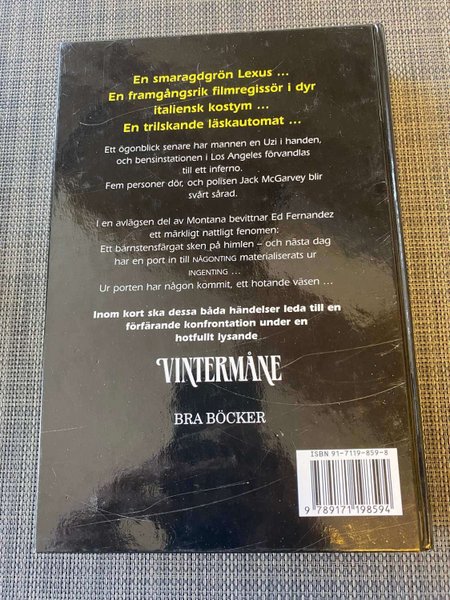 En smaragdgrön Lexus ...
En framgångsrik filmregissör i dyr
italiensk kostym ...
En trilskande läskautomat ...
Ett ögonblick senare har mannen en Uzi i handen,
och bensinstationen i Los Angeles förvandlas
till ett inferno.
Fem personer dör, och polisen Jack McGarvey blir
svårt sårad.
I en avlägsen del av Montana bevittnar Ed Fernandez
ett märkligt nattligt fenomen:
Ett bärnstensfärgat sken på himlen – och nästa dag
har en port in till NÅGONTING materialiserats ur
INGENTING ...
Ur porten har någon kommit, ett hotande väsen ...
Inom kort ska dessa båda händelser leda till en
förfärande konfrontation under en
hotfullt lysande
VINTERMÅNE
BRA BÖCKER
ISBN 91-7119-859-8
9 789171 198594